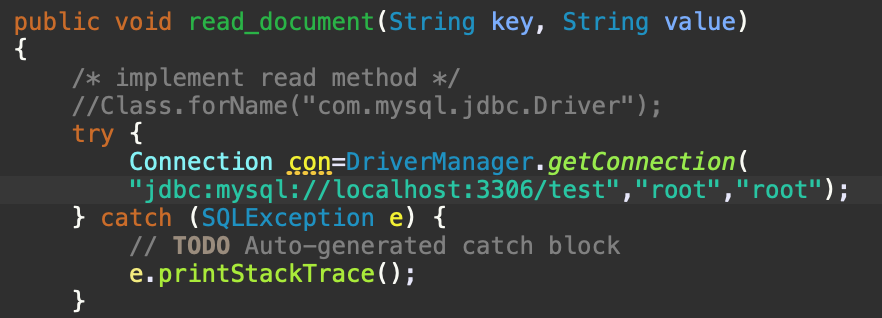 public void read_document(String key, String value)
{
/* implement read method */
//Class.forName("com.mysql.jdbc.Driver");
try {
Connection con=DriverManager.getConnection(
"jdbc:mysql://localhost:3306/test","root","root");
} catch (SQLException e) {
// TODO Auto-generated catch block
e.printStackTrace();
}